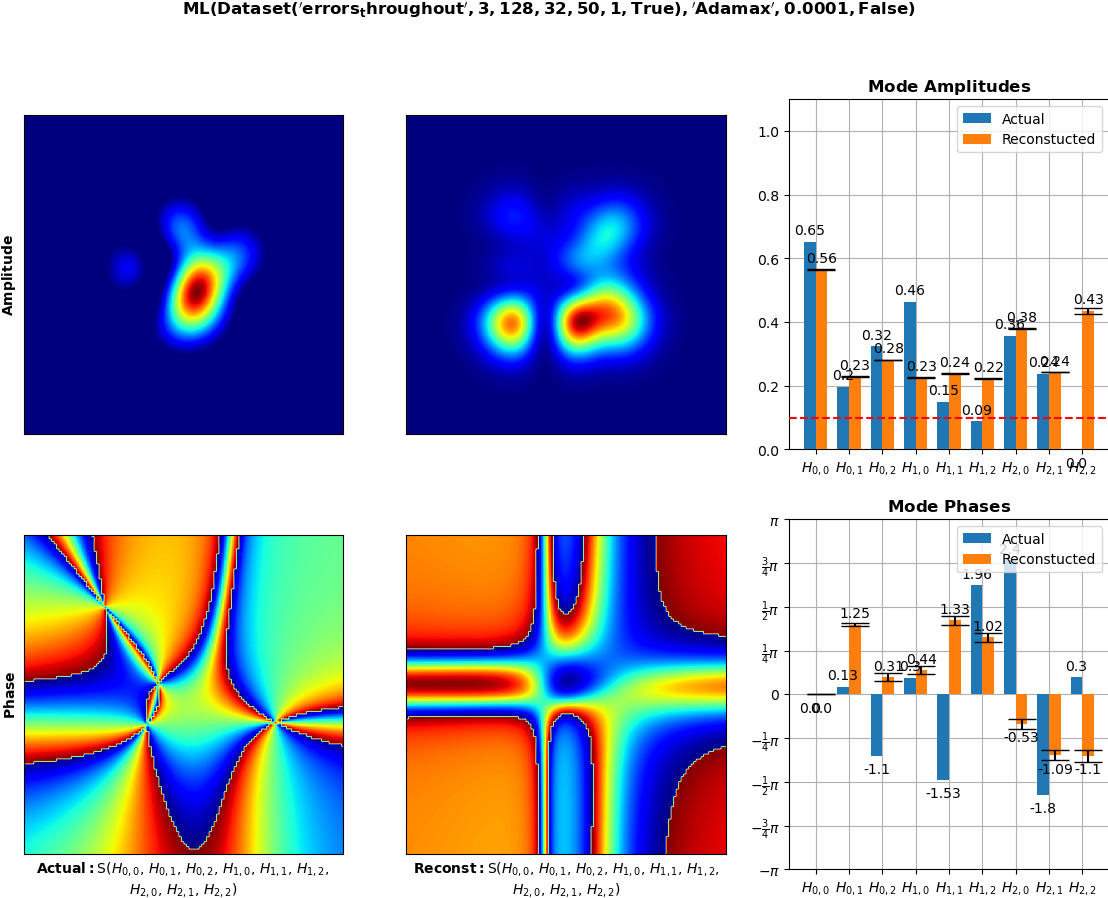 ML(Dataset('errors_throughout', 3, 128, 32, 50, 1, True), 'Adamax', 0.0001, False)
Amplitude
Mode Amplitudes
Actual
Reconstucted
1.0
0.8
0.6
0.4
0.2
0.0
0.65
0.56
0.2
0.23
0.32
0.28
0.46
0.23
0.15
0.24
0.09
0.22
0.36
0.38
0.24
0.24
0.0
0.43
H0,0 H0,1 H0,2 H1,0 H1,1 H1,2 H2,0 H2,1 H2,2
Phase
Mode Phases
Actual
Reconstucted
π
3/4π
1/2π
1/4π
0
−1/4π
−1/2π
−3/4π
−π
0.0
0.0
0.13
1.25
-1.1
0.31
0.3
0.44
-1.53
1.33
1.96
1.02
2.4
-0.53
-1.8
-1.09
0.3
-1.1
H0,0 H0,1 H0,2 H1,0 H1,1 H1,2 H2,0 H2,1 H2,2
Actual: S(H0,0, H0,1, H0,2, H1,0, H1,1, H1,2,
H2,0, H2,1, H2,2)
Reconst: S(H0,0, H0,1, H0,2, H1,0, H1,1, H1,2,
H2,0, H2,1, H2,2)